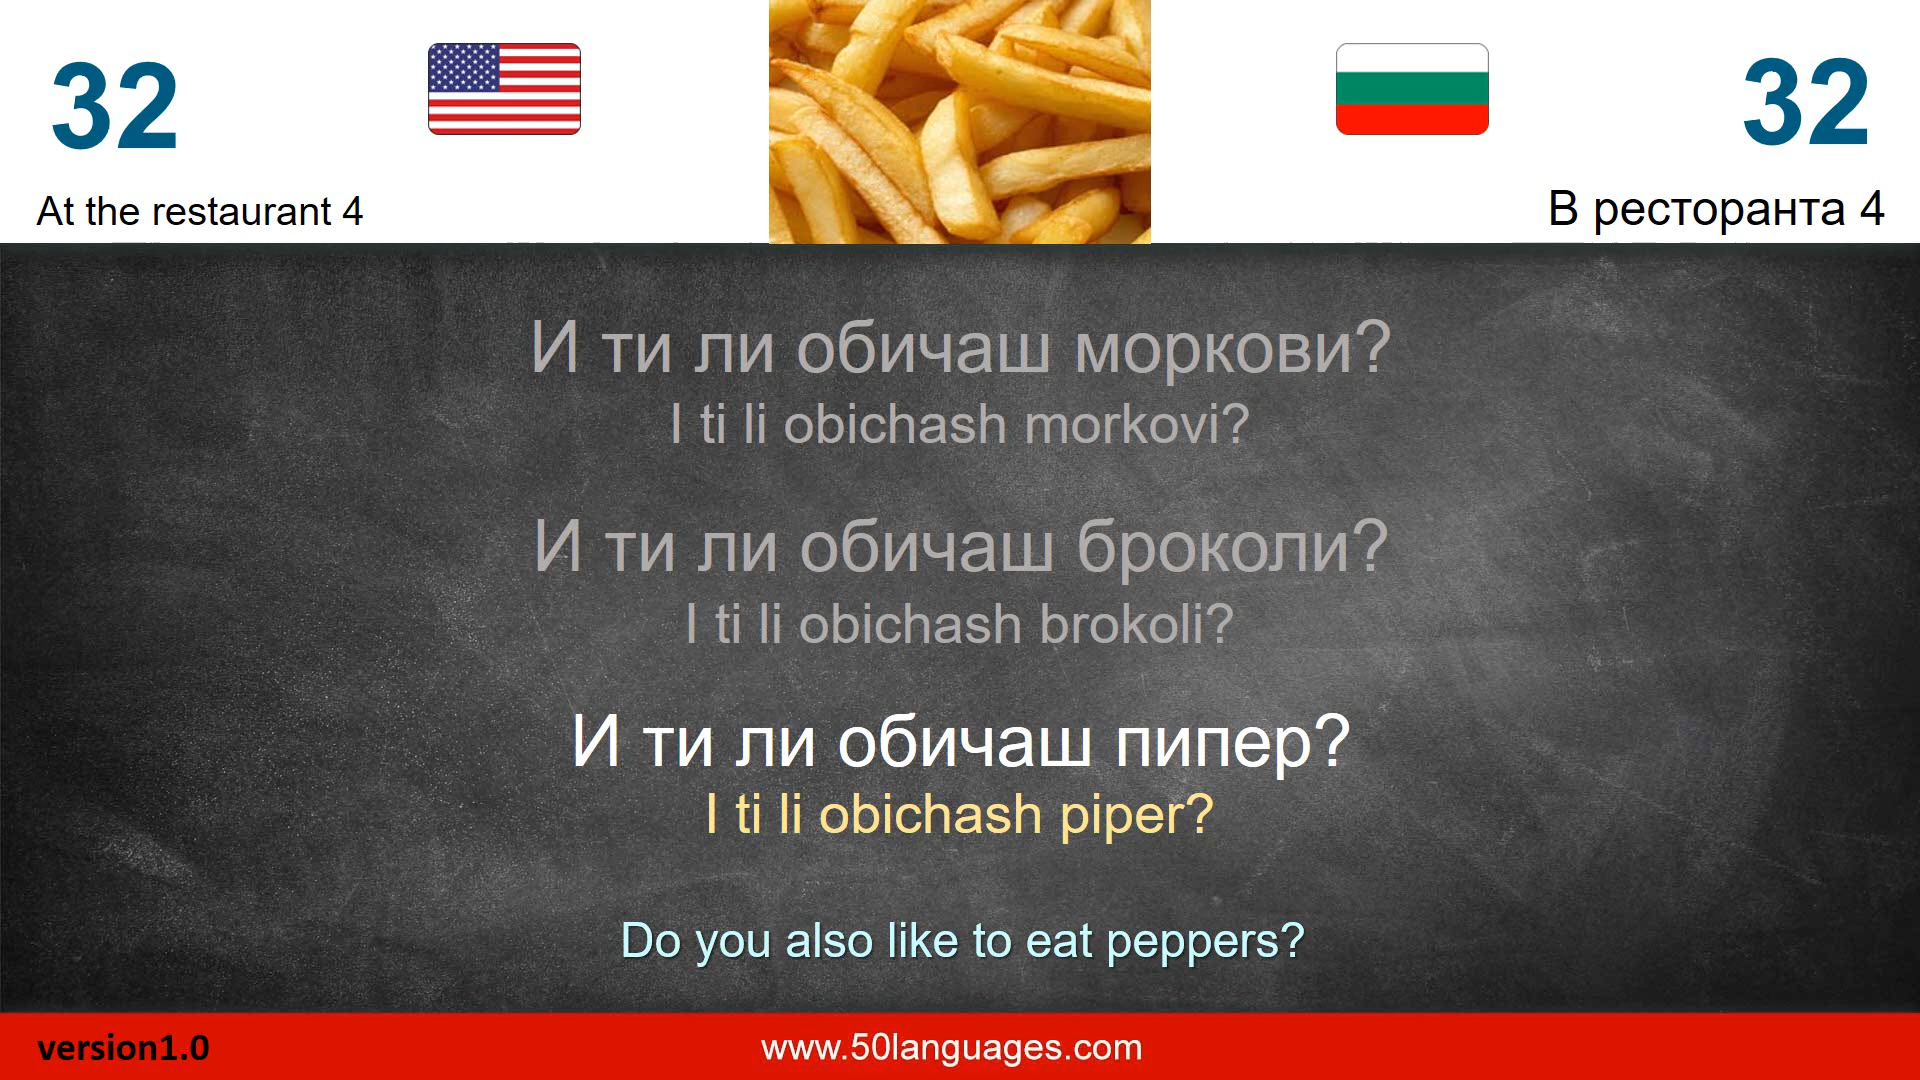 32
32
At the restaurant 4
В ресторанта 4
И ти ли обичаш моркови?
I ti li obichash morkovi?
И ти ли обичаш броколи?
I ti li obichash brokoli?
И ти ли обичаш пипер?
I ti li obichash piper?
Do you also like to eat peppers?
version1.0
www.50languages.com